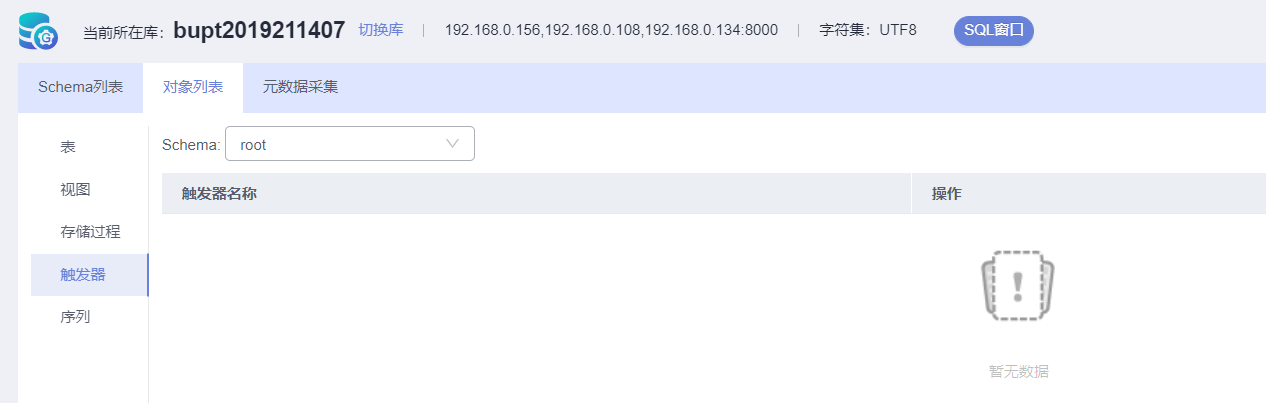 当前所在库: bupt2019211407 切换库 192.168.0.156,192.168.0.108,192.168.0.134:8000 字符集: UTF8 SQL窗口
Schema列表 对象列表 元数据采集
表
视图
存储过程
触发器
序列
Schema: root
触发器名称 操作
暂无数据